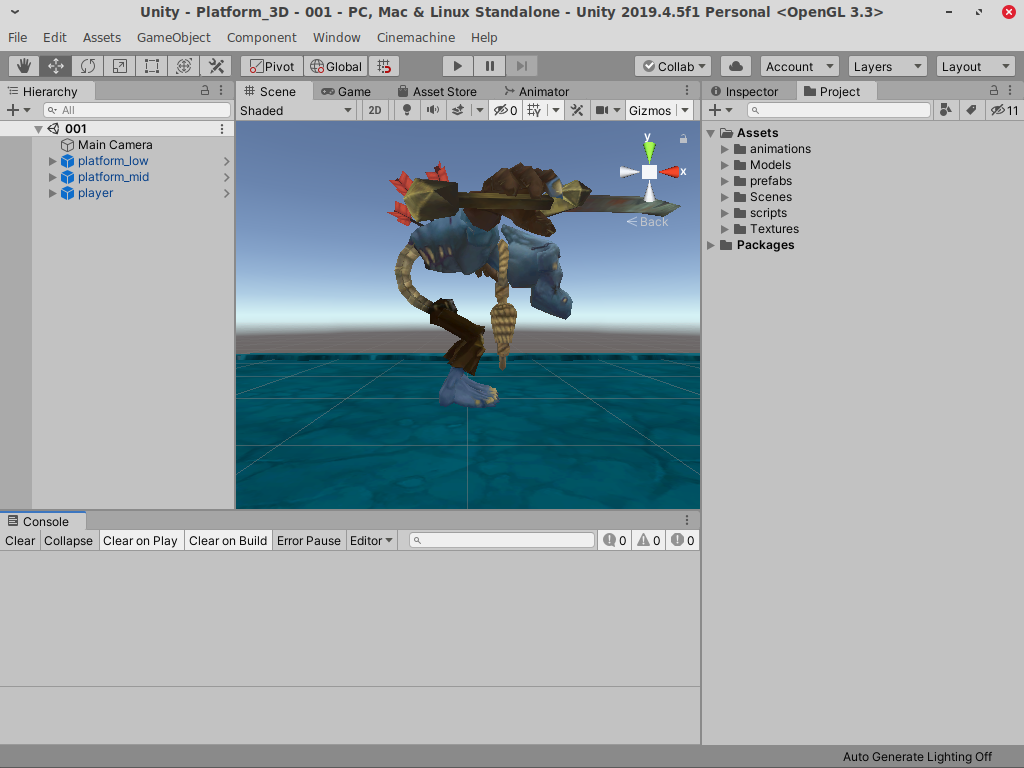 Unity - Platform_3D - 001 - PC, Mac & Linux Standalone - Unity 2019.4.5f1 Personal <OpenGL 3.3>
File Edit Assets GameObject Component Window Cinemachine Help
Pivot Global Collab Account Layers Layout
Hierarchy
All
001
Main Camera
platform_low
platform_mid
player
Scene Game Asset Store Animator
Shaded 2D 0 Gizmos
y
x
Back
Inspector Project
11
Assets
animations
Models
prefabs
Scenes
scripts
Textures
Packages
Console
Clear Collapse Clear on Play Clear on Build Error Pause Editor 0 0 0
Auto Generate Lighting Off